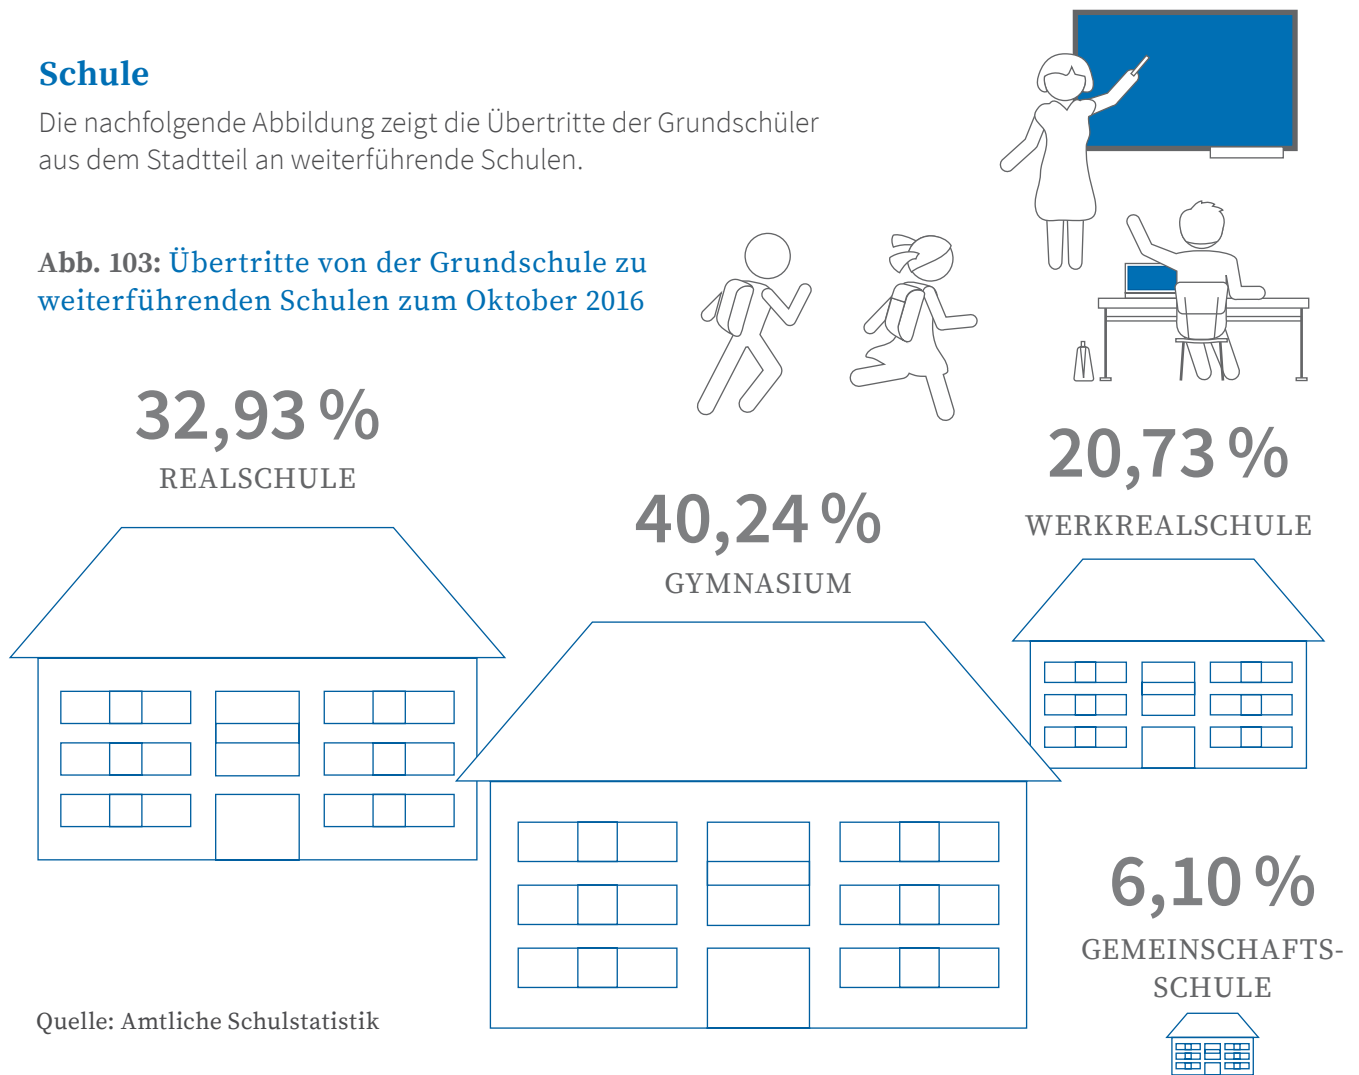 Schule
Die nachfolgende Abbildung zeigt die Übertritte der Grundschüler
aus dem Stadtteil an weiterführende Schulen.
Abb. 103: Übertritte von der Grundschule zu
weiterführenden Schulen zum Oktober 2016
32,93 %
REALSCHULE
40,24 %
GYMNASIUM
20,73 %
WERKREALSCHULE
6,10 %
GEMEINSCHAFTS-
SCHULE
Quelle: Amtliche Schulstatistik